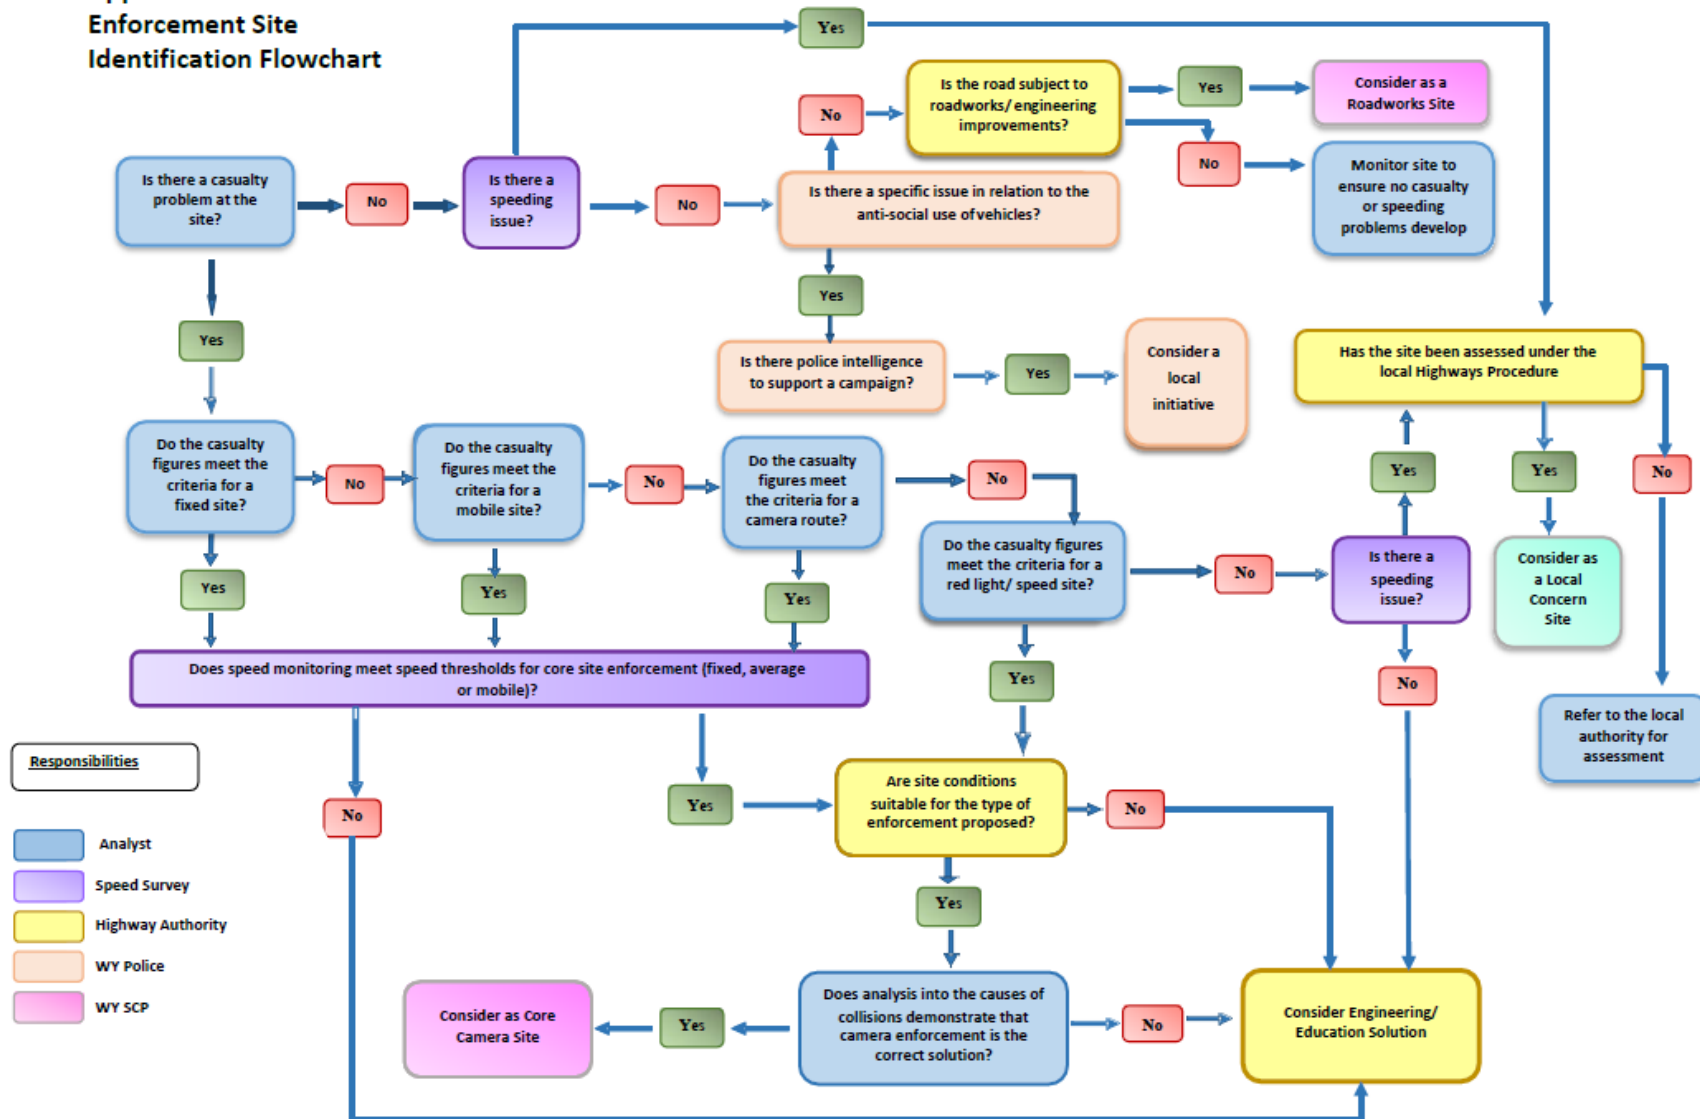 Enforcement Site
Identification Flowchart
Yes
Is the road subject to
roadworks/ engineering
improvements?
Yes
Consider as a
Roadworks Site
No
No
Monitor site to
ensure no casualty
or speeding
problems develop
Is there a casualty
problem at the
site?
No
Is there a
speeding
issue?
No
Is there a specific issue in relation to the
anti-social use of vehicles?
Yes
Yes
Is there police intelligence
to support a campaign?
Yes
Consider a
local
initiative
Has the site been assessed under the
local Highways Procedure
Do the casualty
figures meet the
criteria for a
fixed site?
No
Do the casualty
figures meet the
criteria for a
mobile site?
No
Do the casualty
figures meet
the criteria for a
camera route?
No
Yes
Yes
No
Do the casualty figures
meet the criteria for a
red light/ speed site?
No
Is there a
speeding
issue?
Consider as
a Local
Concern
Site
Yes
Yes
Yes
Does speed monitoring meet speed thresholds for core site enforcement (fixed, average
or mobile)?
Yes
No
Refer to the local
authority for
assessment
Responsibilities
Analyst
Speed Survey
Highway Authority
WY Police
WY SCP
No
Yes
Are site conditions
suitable for the type of
enforcement proposed?
No
Yes
Consider as Core
Camera Site
Yes
Does analysis into the causes of
collisions demonstrate that
camera enforcement is the
correct solution?
No
Consider Engineering/
Education Solution